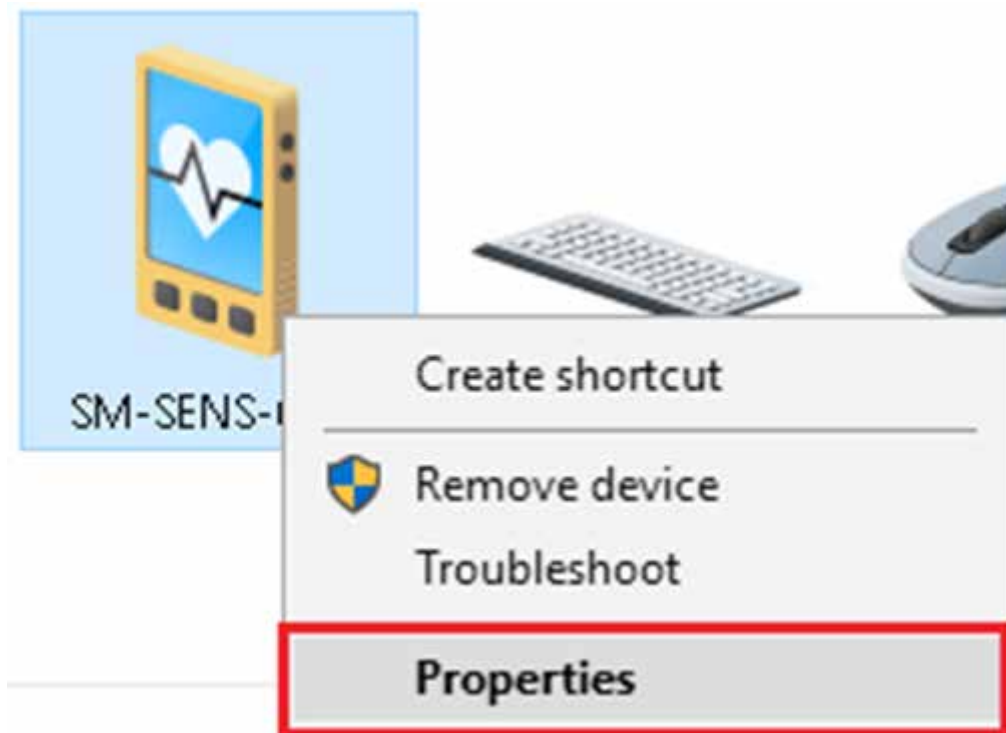 SM-SENS-
Create shortcut
Remove device
Troubleshoot
Properties